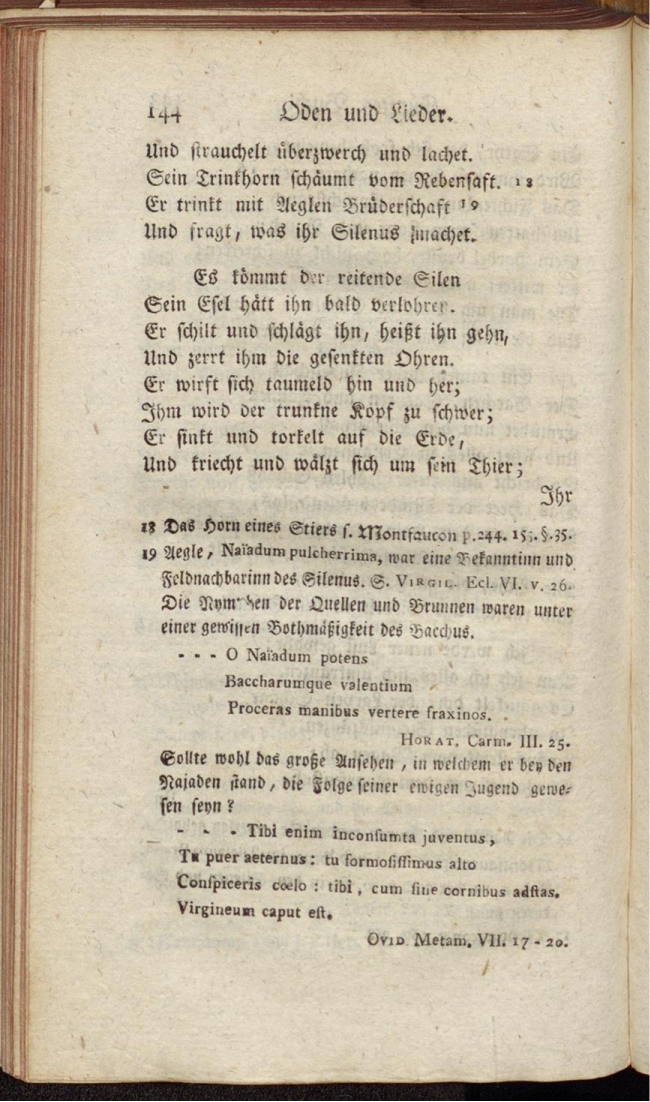 144 Oden und Lieder.
Und strauchelt überzwerch und lachet.
Sein Trinkhorn schäumt vom Rebensaft. 18
Er trinkt mit Aeglen Brüderschaft 19
Und fragt, was ihr Silenus machet.
Es kömmt der reitende Silen
Sein Esel hätt ihn bald verlohren.
Er schilt und schlägt ihn, heißt ihn gehn,
Und zerrt ihm die gesenkten Ohren.
Er wirft sich taumeld hin und her;
Ihm wird der trunkne Kopf zu schwer;
Er sinkt und torkelt auf die Erde,
Und kriecht und wälzt sich um sein Thier;
Ihr
18 Das Horn eines Stiers s. Montfaucon p. 244. 155. §. 35.
19 Aegle, Naïadum pulcherrima, war eine Bekanntinn und
Feldnachbarinn des Silenus. S. VIRGIL. Ecl. VI. v. 26.
Die Nymphen der Quellen und Brunnen waren unter
einer gewissen Bothmäßigkeit des Bacchus.
- - - O Naïadum potens
Baccharumque valentium
Proceras manibus vertere fraxinos.
HORAT. Carm. III. 25.
Sollte wohl das große Ansehen, in welchem er bey den
Najaden stand, die Folge seiner ewigen Jugend gewe-
sen seyn?
- - - Tibi enim inconsumta juventus,
Tu puer aeternus: tu formosissimus alto
Conspiceris cœlo: tibi, cum sine cornibus adstas.
Virgineum caput est.
OVID. Metam. VII. 17 - 20.